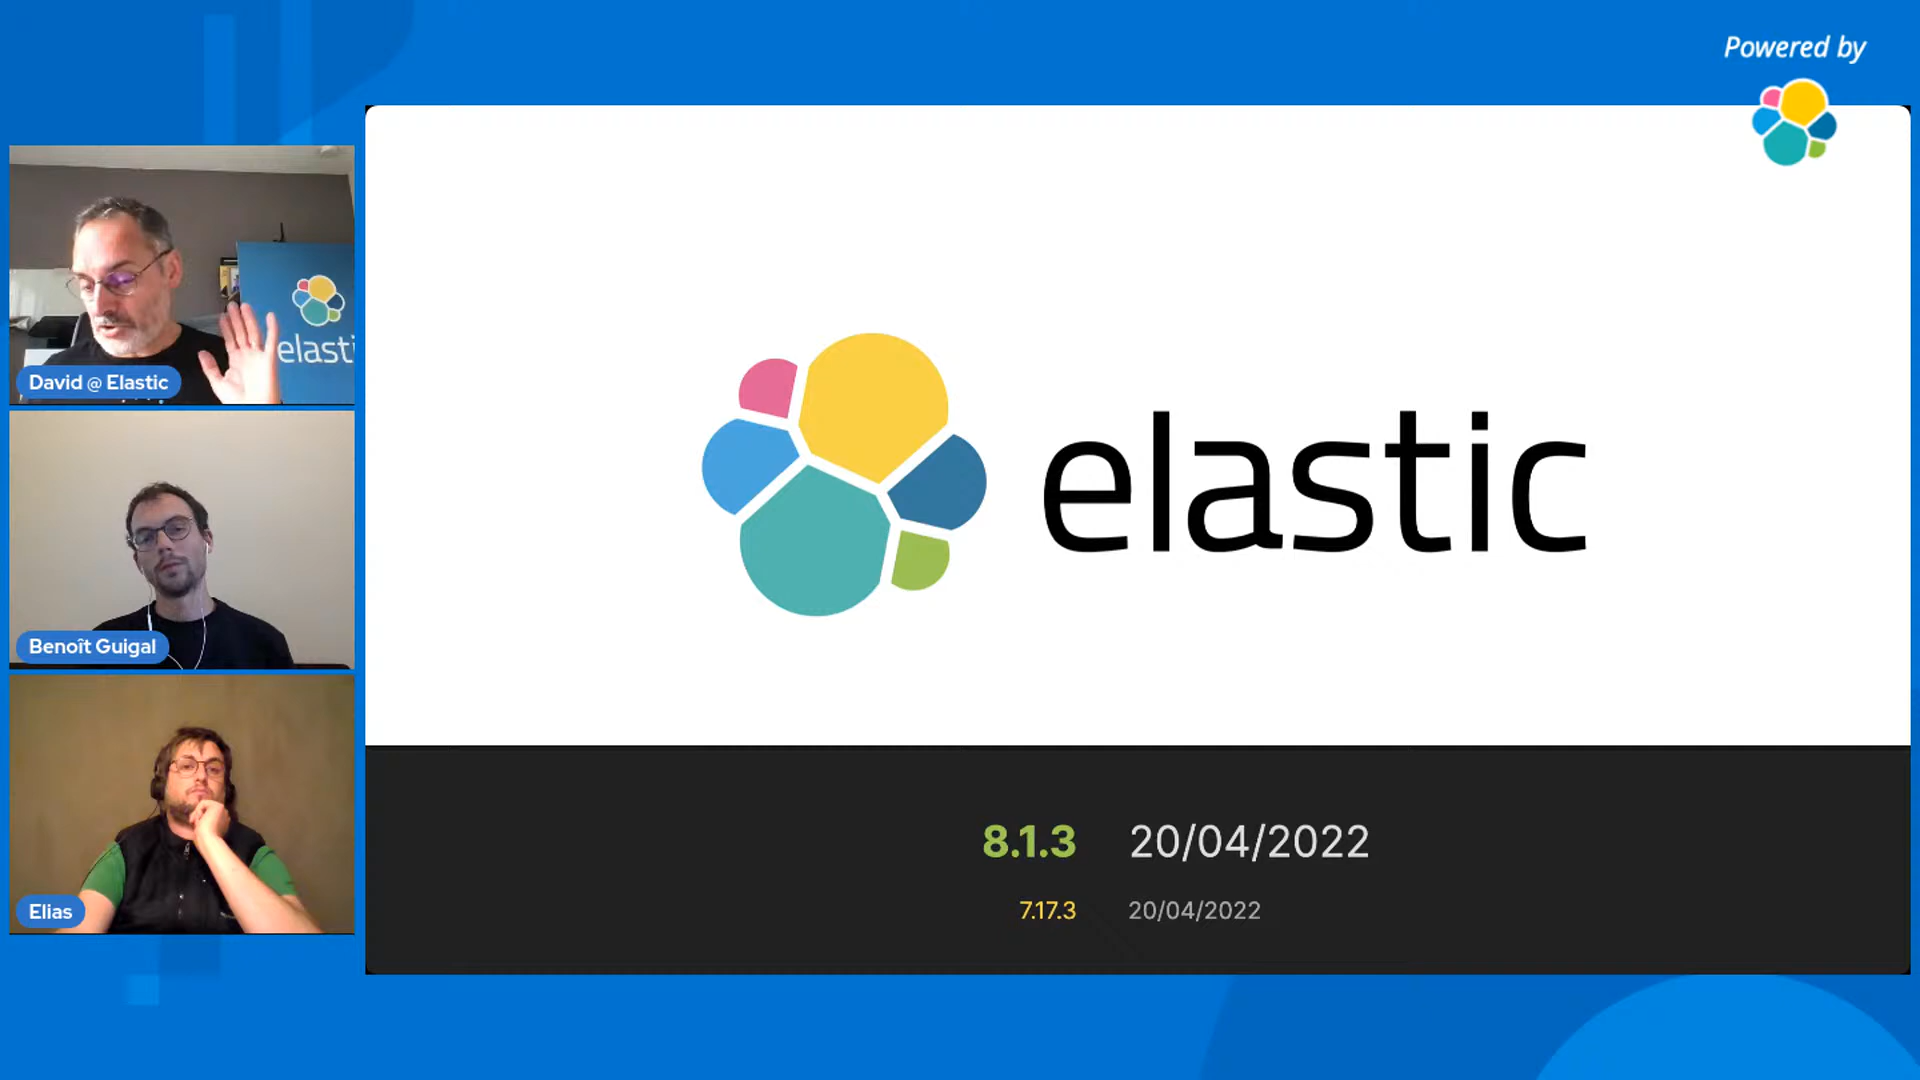 Powered by
elasti
David @ Elastic
Benoît Guigal
Elias
elastic
8.1.3 20/04/2022
7.17.3 20/04/2022